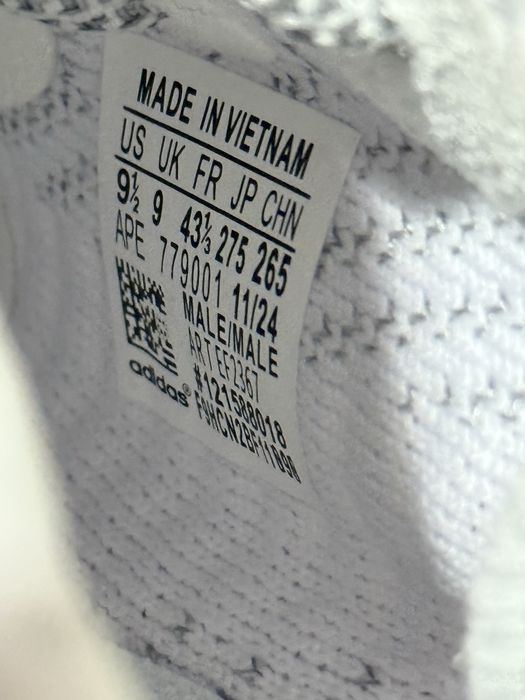 MADE IN VIETNAM
US UK FR JP CHN
9½ 9 43⅓ 275 265
APE 779001 11/24
MALE/MALE
ART EF2367
#121588018
adidas®